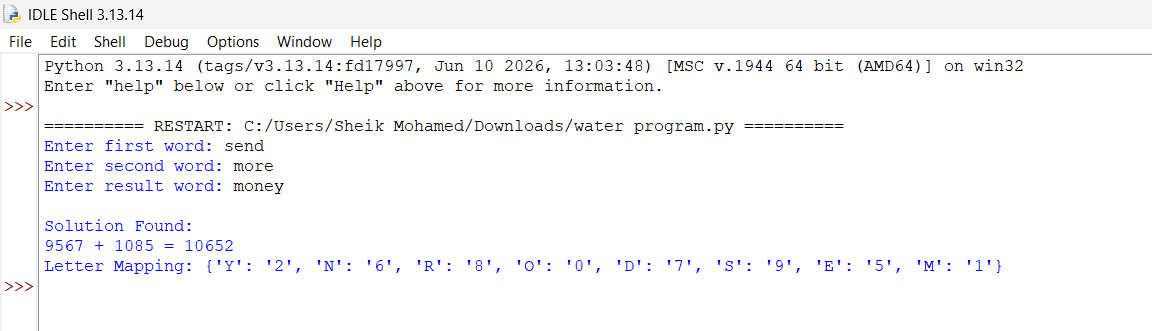 IDLE Shell 3.13.14
File Edit Shell Debug Options Window Help
Python 3.13.14 (tags/v3.13.14:fd17997, Jun 10 2026, 13:03:48) [MSC v.1944 64 bit (AMD64)] on win32
Enter "help" below or click "Help" above for more information.
>>>
========== RESTART: C:/Users/Sheik Mohamed/Downloads/water program.py ==========
Enter first word: send
Enter second word: more
Enter result word: money
Solution Found:
9567 + 1085 = 10652
Letter Mapping: {'Y': '2', 'N': '6', 'R': '8', 'O': '0', 'D': '7', 'S': '9', 'E': '5', 'M': '1'}
>>>